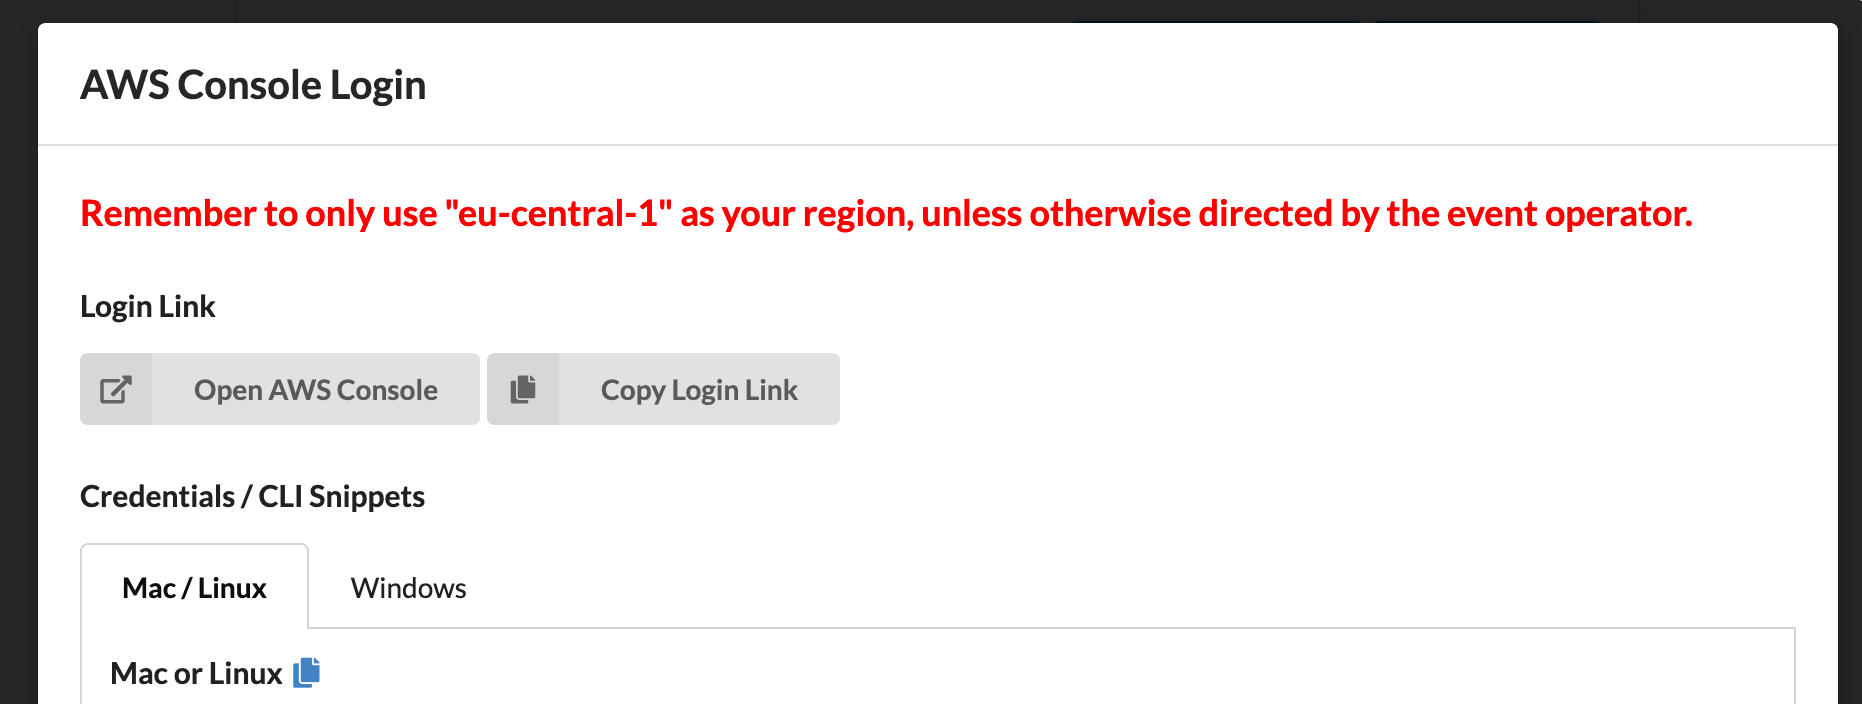 AWS Console Login
Remember to only use "eu-central-1" as your region, unless otherwise directed by the event operator.
Login Link
Open AWS Console
Copy Login Link
Credentials / CLI Snippets
Mac / Linux
Windows
Mac or Linux